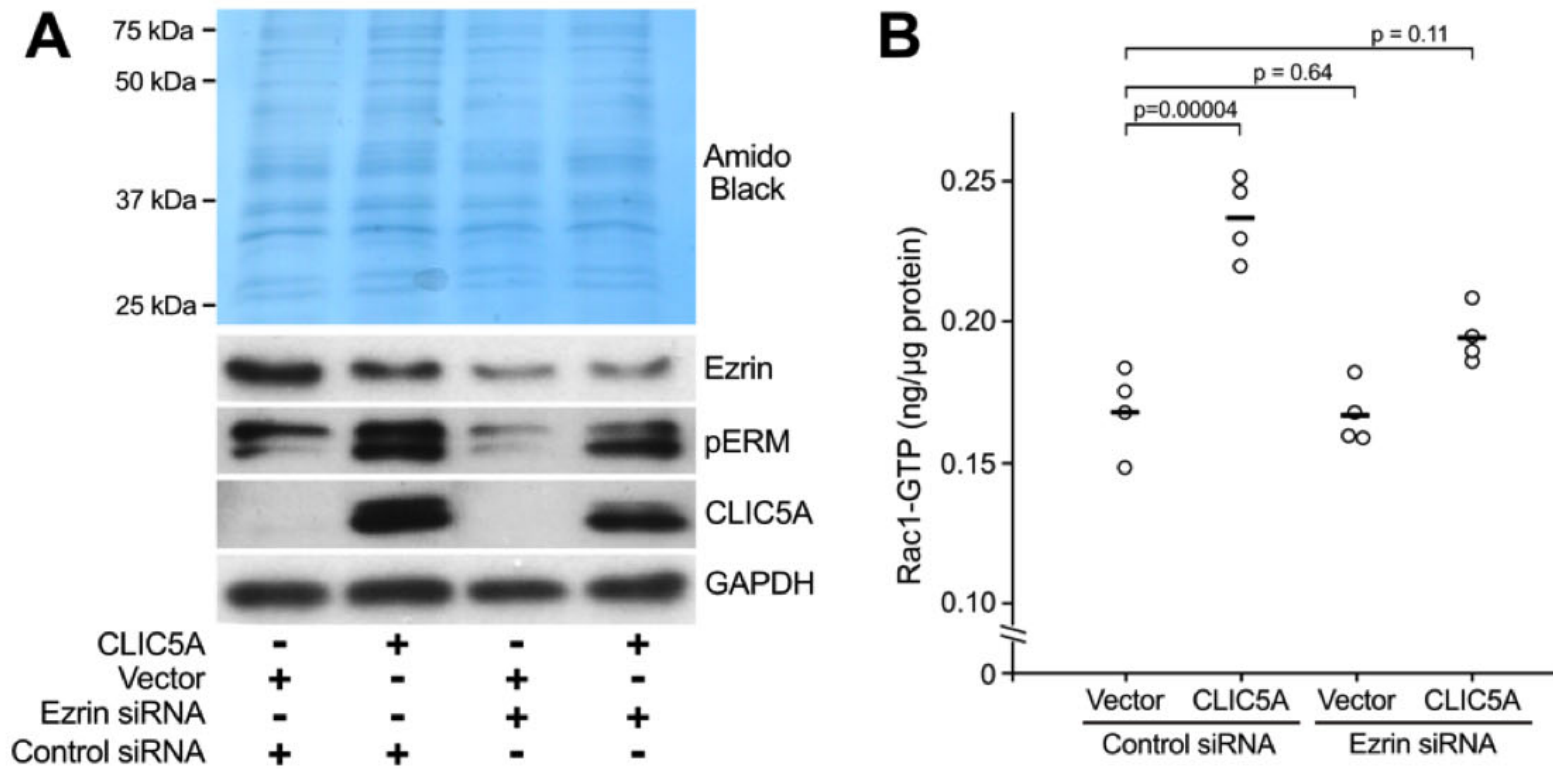 A
75 kDa
50 kDa
37 kDa
25 kDa
Amido
Black
Ezrin
pERM
CLIC5A
GAPDH
CLIC5A - + - +
Vector + - + -
Ezrin siRNA - - + +
Control siRNA + + - -
B
p = 0.11
p = 0.64
p=0.00004
Rac1-GTP (ng/µg protein)
0.25
0.20
0.15
0.10
0
Vector CLIC5A Vector CLIC5A
Control siRNA Ezrin siRNA